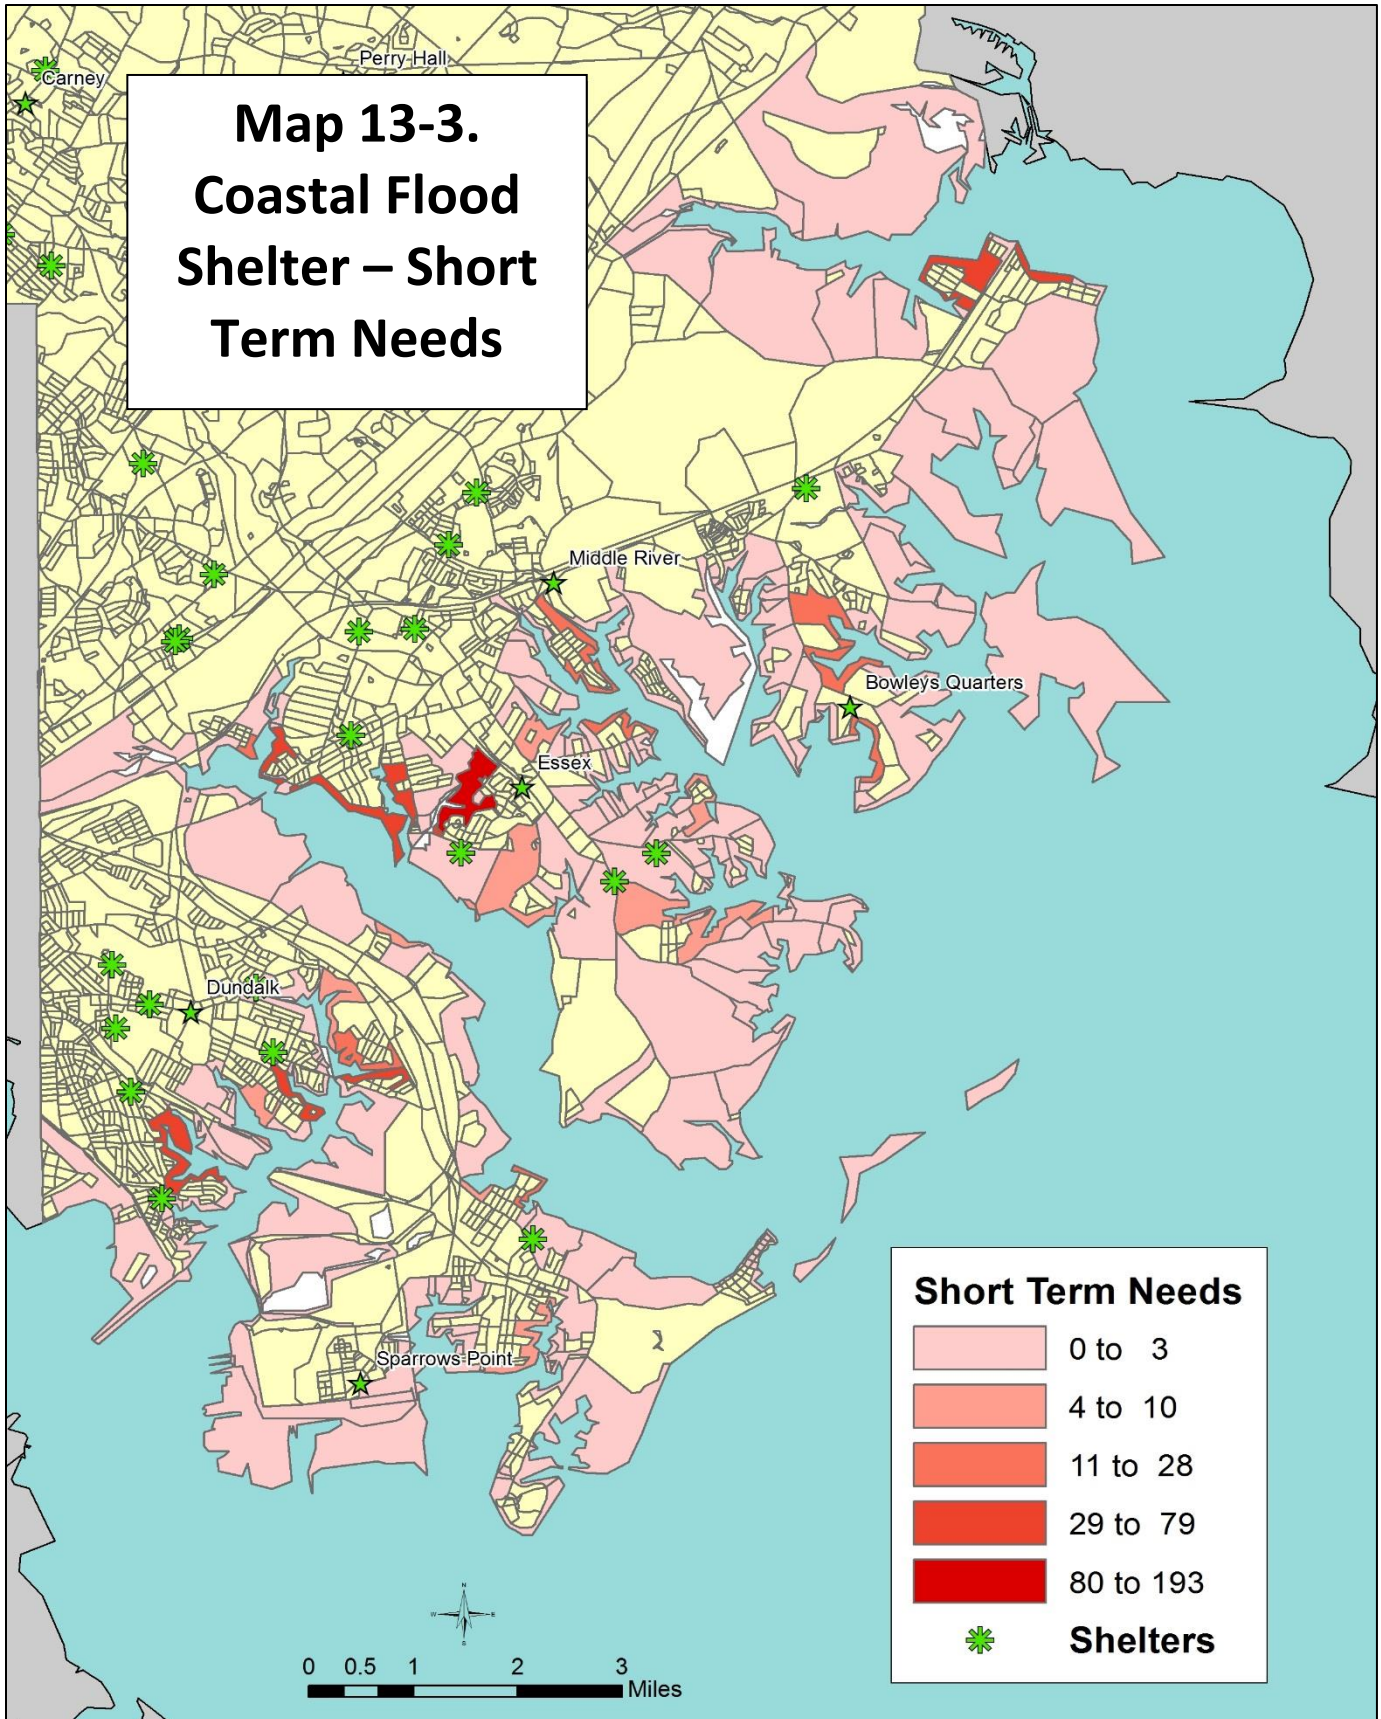 Perry Hall
Carney
Map 13-3.
Coastal Flood
Shelter – Short
Term Needs
Middle River
Bowleys Quarters
Essex
Dundalk
Sparrows Point
Short Term Needs
0 to 3
4 to 10
11 to 28
29 to 79
80 to 193
Shelters
N
W E
S
0 0.5 1 2 3
Miles